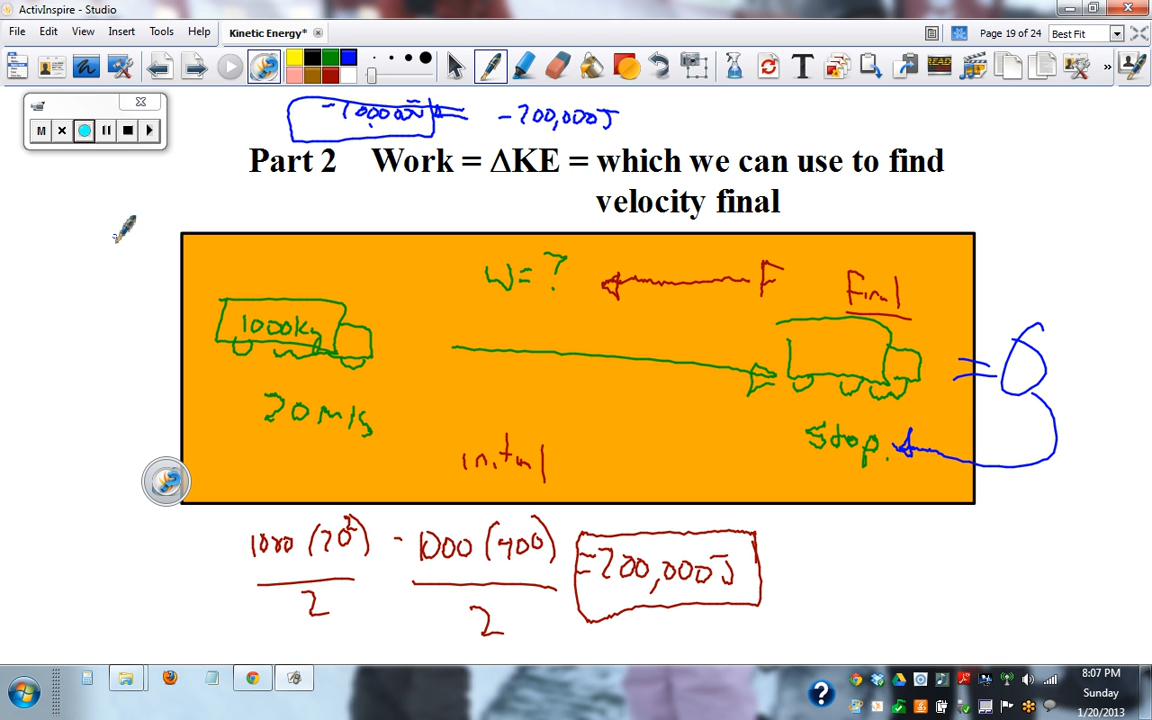 ActivInspire - Studio
File Edit View Insert Tools Help
Kinetic Energy*
Page 19 of 24
Best Fit
READ
»
M
-200,000J
Part 2 Work = ΔKE = which we can use to find
velocity final
W= ?
F
Final
1000Kg
= 0
20 m/s
Stop.
1000 (20²) - 1000 (400) =200,000J
2 2
8:07 PM
Sunday
1/20/2013